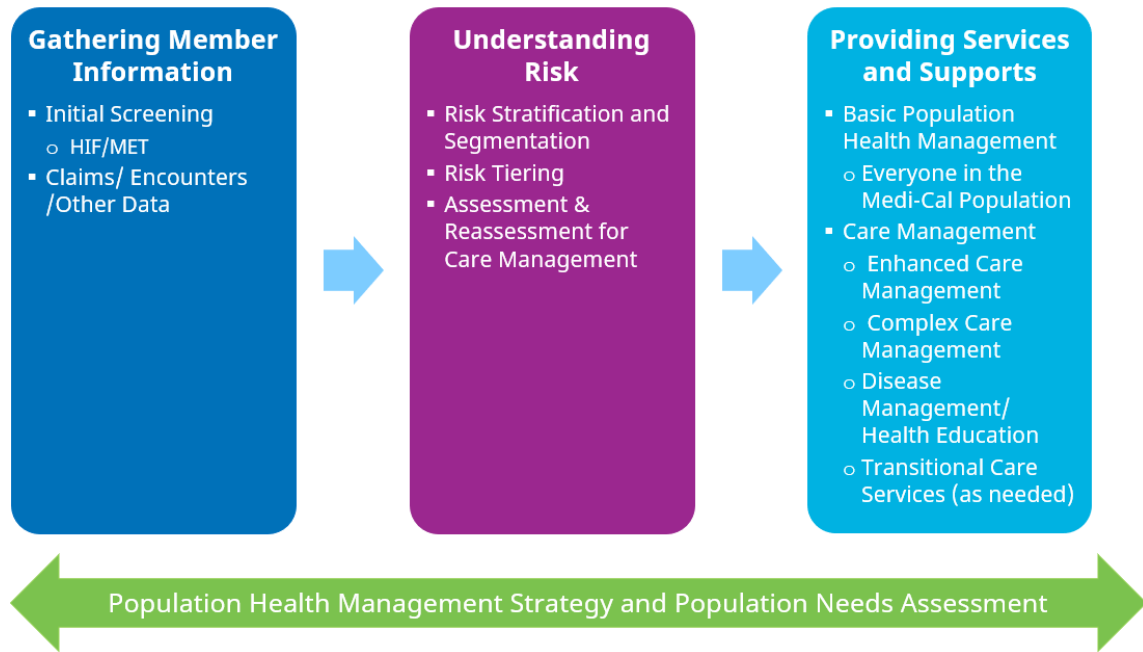 Gathering Member
Information
▪ Initial Screening
o HIF/MET
▪ Claims/ Encounters
/Other Data
Understanding
Risk
▪ Risk Stratification and
Segmentation
▪ Risk Tiering
▪ Assessment &
Reassessment for
Care Management
Providing Services
and Supports
▪ Basic Population
Health Management
o Everyone in the
Medi-Cal Population
▪ Care Management
o Enhanced Care
Management
o Complex Care
Management
o Disease
Management/
Health Education
o Transitional Care
Services (as needed)
Population Health Management Strategy and Population Needs Assessment